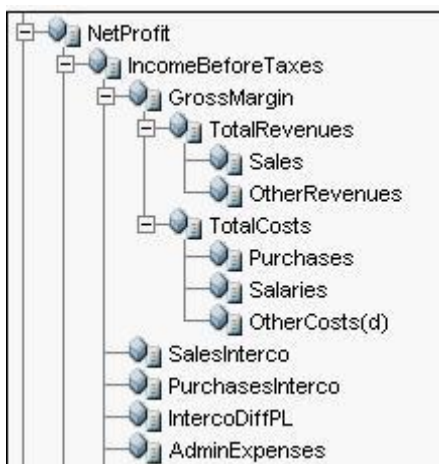 NetProfit
IncomeBeforeTaxes
GrossMargin
TotalRevenues
Sales
OtherRevenues
TotalCosts
Purchases
Salaries
OtherCosts(d)
SalesInterco
PurchasesInterco
IntercoDiffPL
AdminExpenses